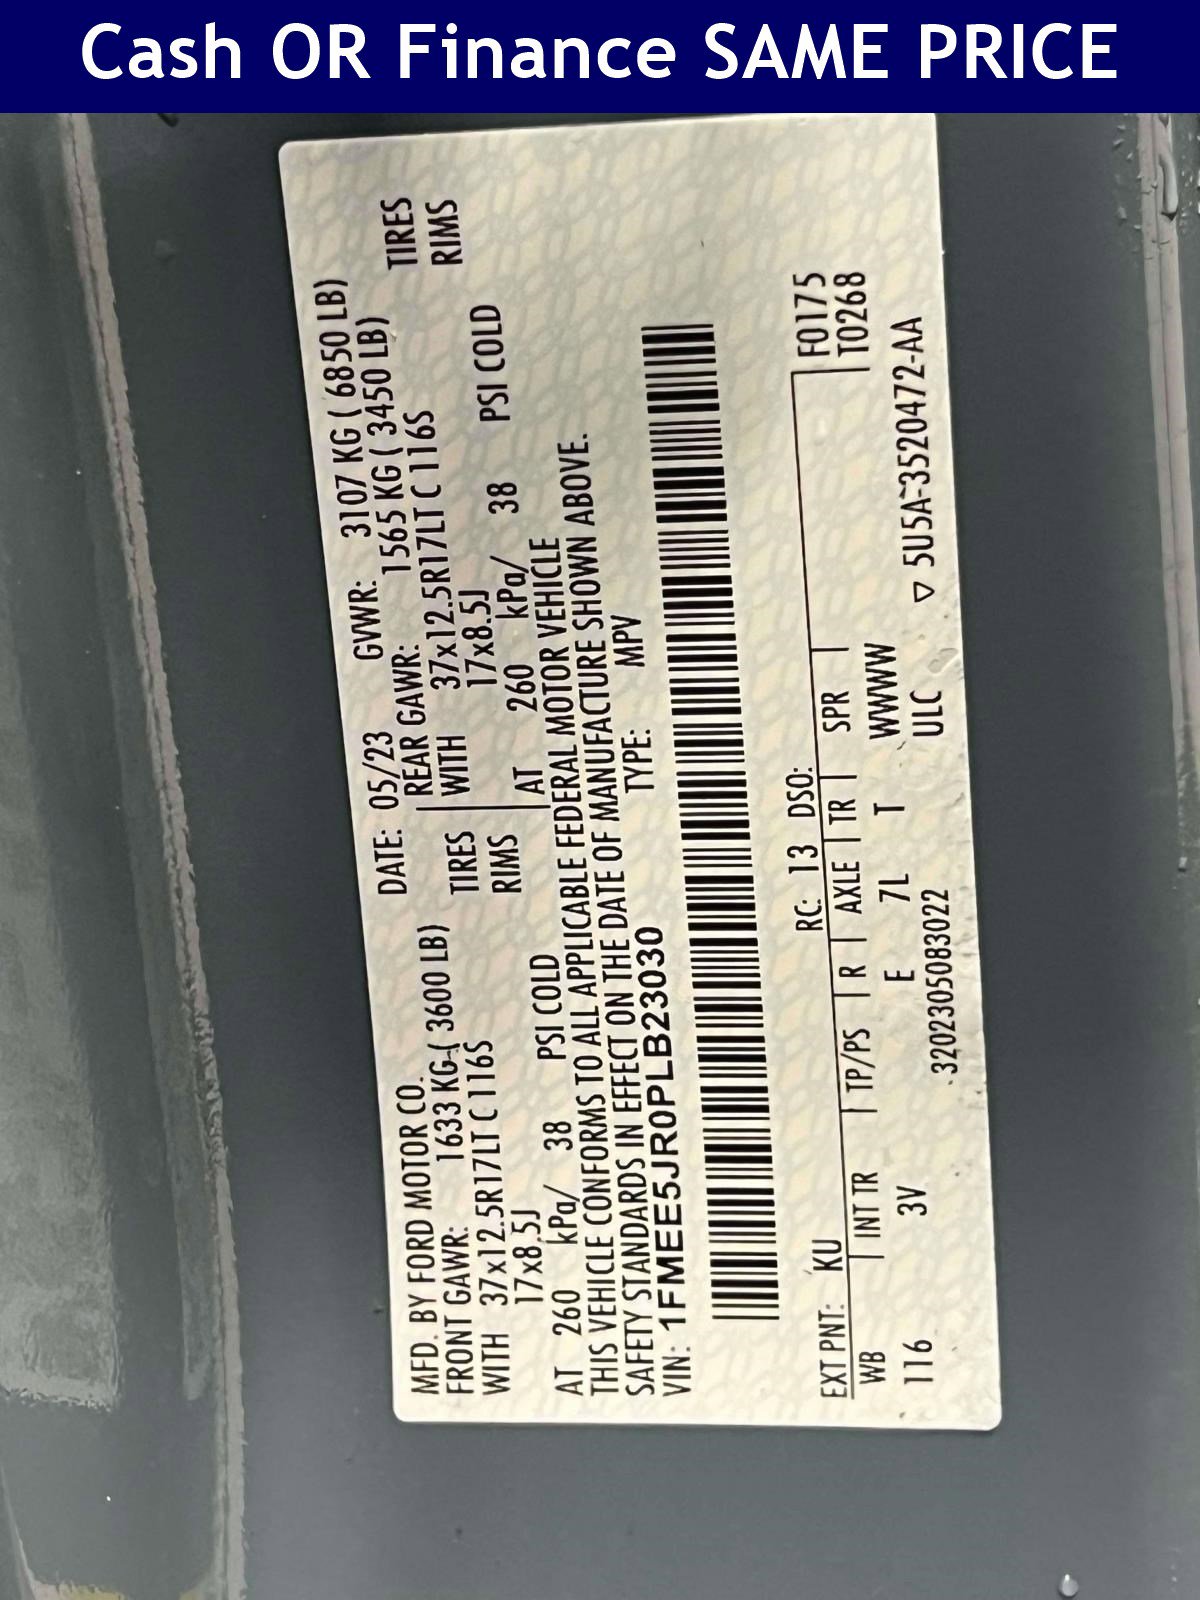 Cash OR Finance SAME PRICE
MFD. BY FORD MOTOR CO. DATE: 05/23 GVWR: 3107 KG ( 6850 LB)
FRONT GAWR: 1633 KG ( 3600 LB) REAR GAWR: 1565 KG ( 3450 LB)
WITH 37x12.5R17LT C 116S TIRES WITH 37x12.5R17LT C 116S TIRES
17x8.5J RIMS 17x8.5J RIMS
AT 260 kPa/ 38 PSI COLD AT 260 kPa/ 38 PSI COLD
THIS VEHICLE CONFORMS TO ALL APPLICABLE FEDERAL MOTOR VEHICLE
SAFETY STANDARDS IN EFFECT ON THE DATE OF MANUFACTURE SHOWN ABOVE.
VIN: 1FMEE5JR0PLB23030 TYPE: MPV
EXT PNT: KU RC: 13 DSO: F0175
WB INT TR TP/PS R AXLE TR SPR T0268
116 3V E 7L T WWWW
3202305083022 ULC ▽ 5U5A-3520472-AA